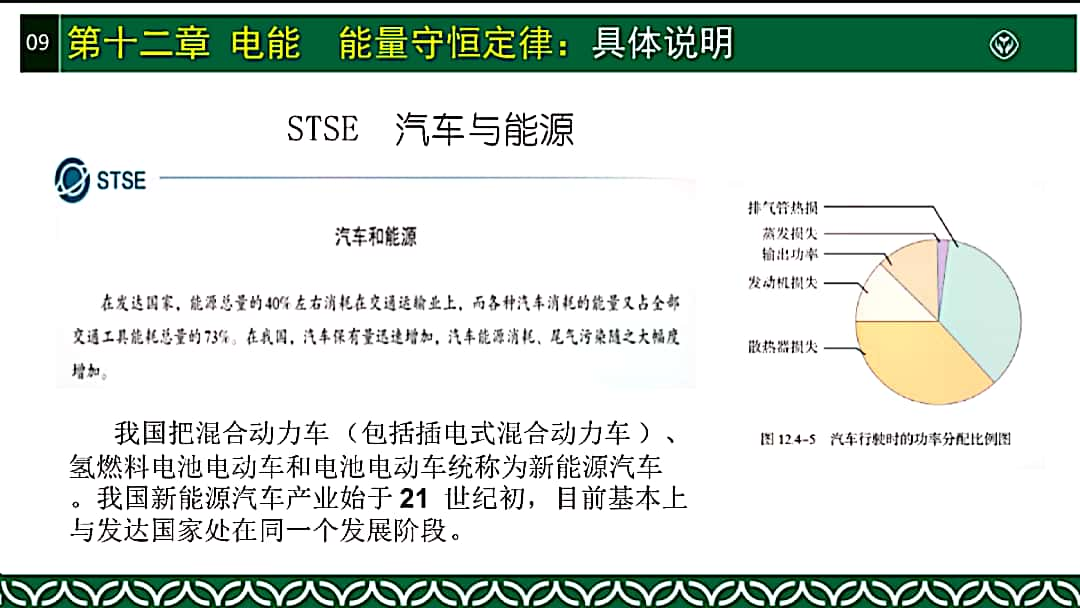 09 第十二章 电能 能量守恒定律：具体说明
STSE 汽车与能源
STSE
汽车和能源
在发达国家，能源总量的40%左右消耗在交通运输业上，而各种汽车消耗的能量又占全部
交通工具能耗总量的73%。在我国，汽车保有量迅速增加，汽车能源消耗、尾气污染随之大幅度
增加。
排气管热损
蒸发损失
输出功率
发动机损失
散热器损失
图 12.4-5 汽车行驶时的功率分配比例图
我国把混合动力车（包括插电式混合动力车）、
氢燃料电池电动车和电池电动车统称为新能源汽车
。我国新能源汽车产业始于 21 世纪初，目前基本上
与发达国家处在同一个发展阶段。